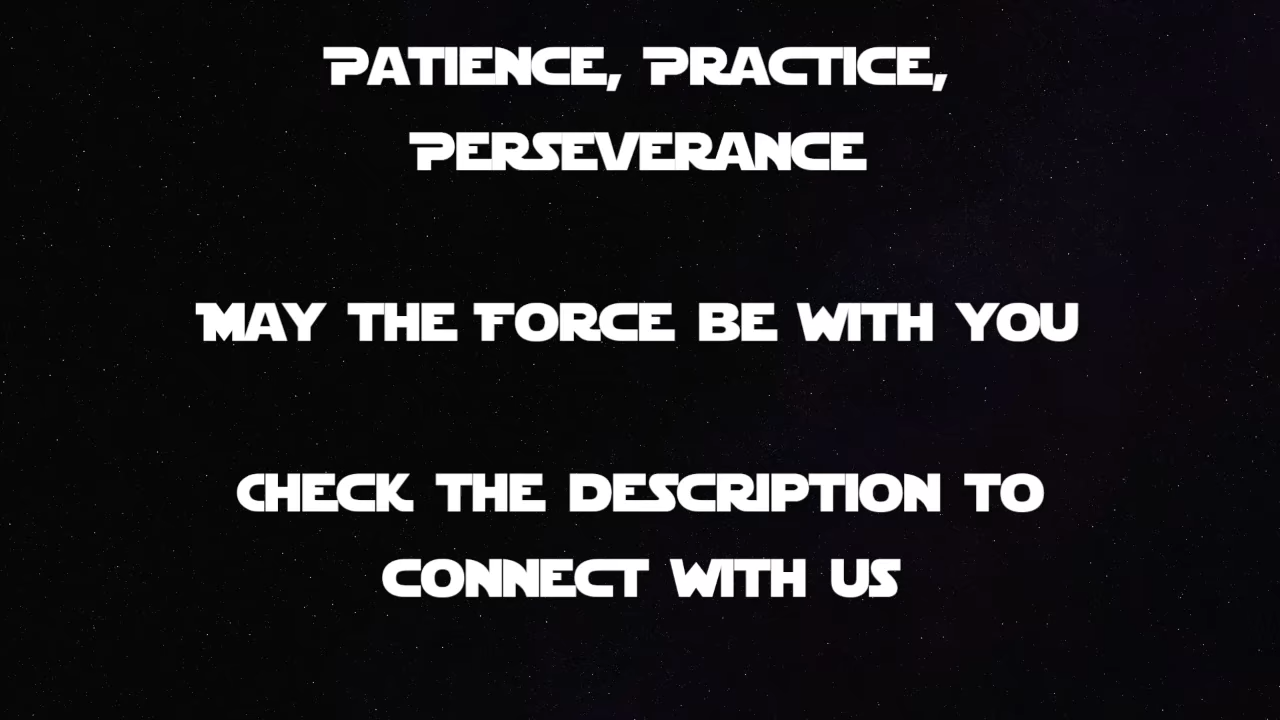 Patience, Practice,
Perseverance
May the Force be with you
Check the description to
connect with us